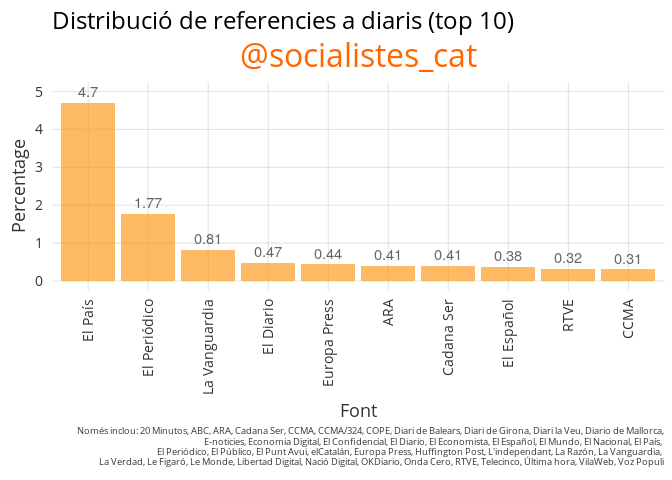 Distribució de referencies a diaris (top 10)
@socialistes_cat
Percentage
5
4
3
2
1
0
4.7
1.77
0.81
0.47
0.44
0.41
0.41
0.38
0.32
0.31
El País
El Periódico
La Vanguardia
El Diario
Europa Press
ARA
Cadana Ser
El Español
RTVE
CCMA
Font
Només inclou: 20 Minutos, ABC, ARA, Cadana Ser, CCMA, CCMA/324, COPE, Diari de Balears, Diari de Girona, Diari la Veu, Diario de Mallorca,
E-noticies, Economia Digital, El Confidencial, El Diario, El Economista, El Español, El Mundo, El Nacional, El País,
El Periódico, El Público, El Punt Avui, elCatalán, Europa Press, Huffington Post, L'independant, La Razón, La Vanguardia,
La Verdad, Le Figaró, Le Monde, Libertad Digital, Nació Digital, OKDiario, Onda Cero, RTVE, Telecinco, Última hora, VilaWeb, Voz Populi